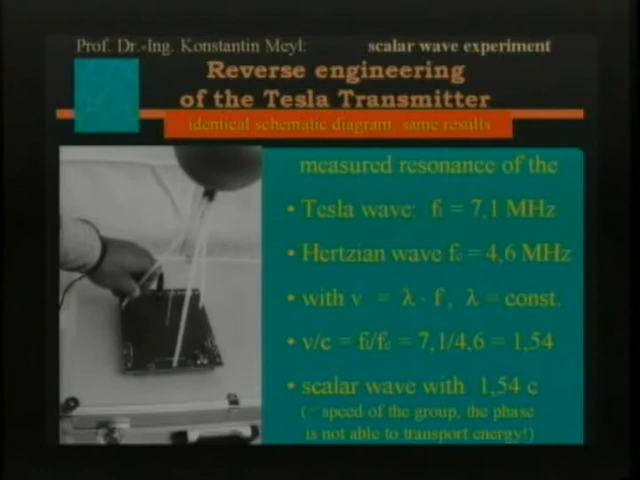 Prof. Dr.-Ing. Konstantin Meyl: scalar wave experiment
Reverse engineering
of the Tesla Transmitter
identical schematic diagram, same results
measured resonance of the
• Tesla wave: f₁ = 7,1 MHz
• Hertzian wave fc = 4,6 MHz
• with v = λ · f, λ = const.
• v/c = f₁/fc = 7,1/4,6 = 1,54
• scalar wave with 1,54 c
(= speed of the group, the phase
is not able to transport energy!)